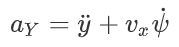 $a_Y = \ddot{y} + v_x \dot{\psi}$